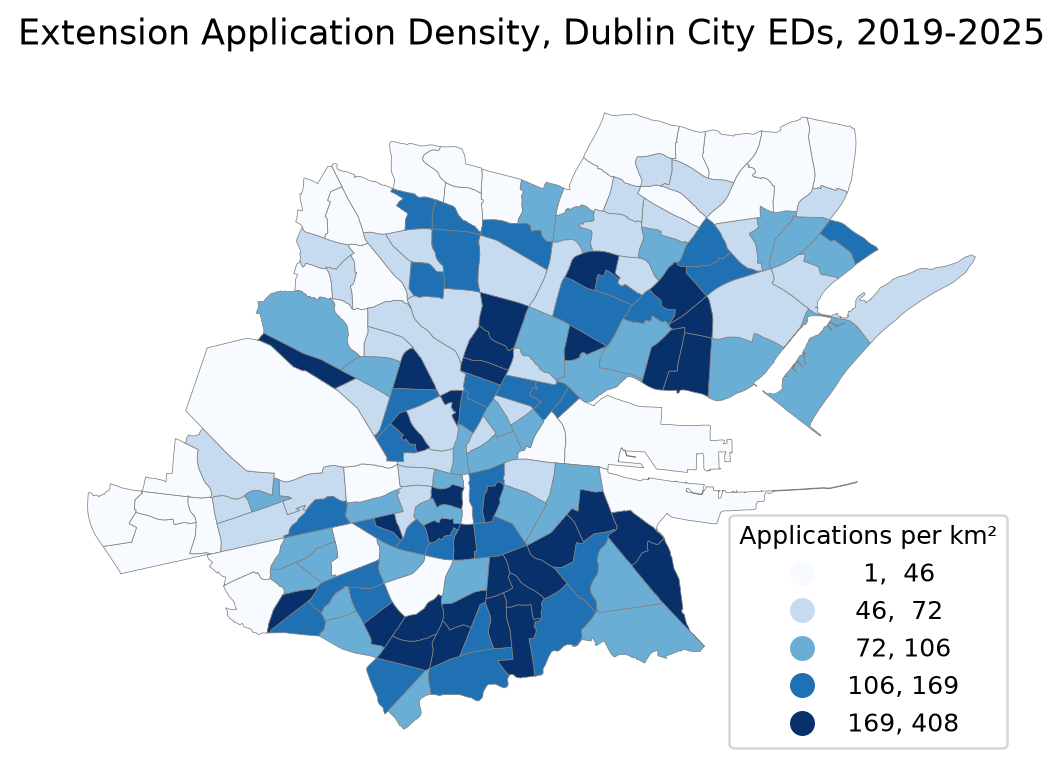 Extension Application Density, Dublin City EDs, 2019-2025
Applications per km²
1, 46
46, 72
72, 106
106, 169
169, 408